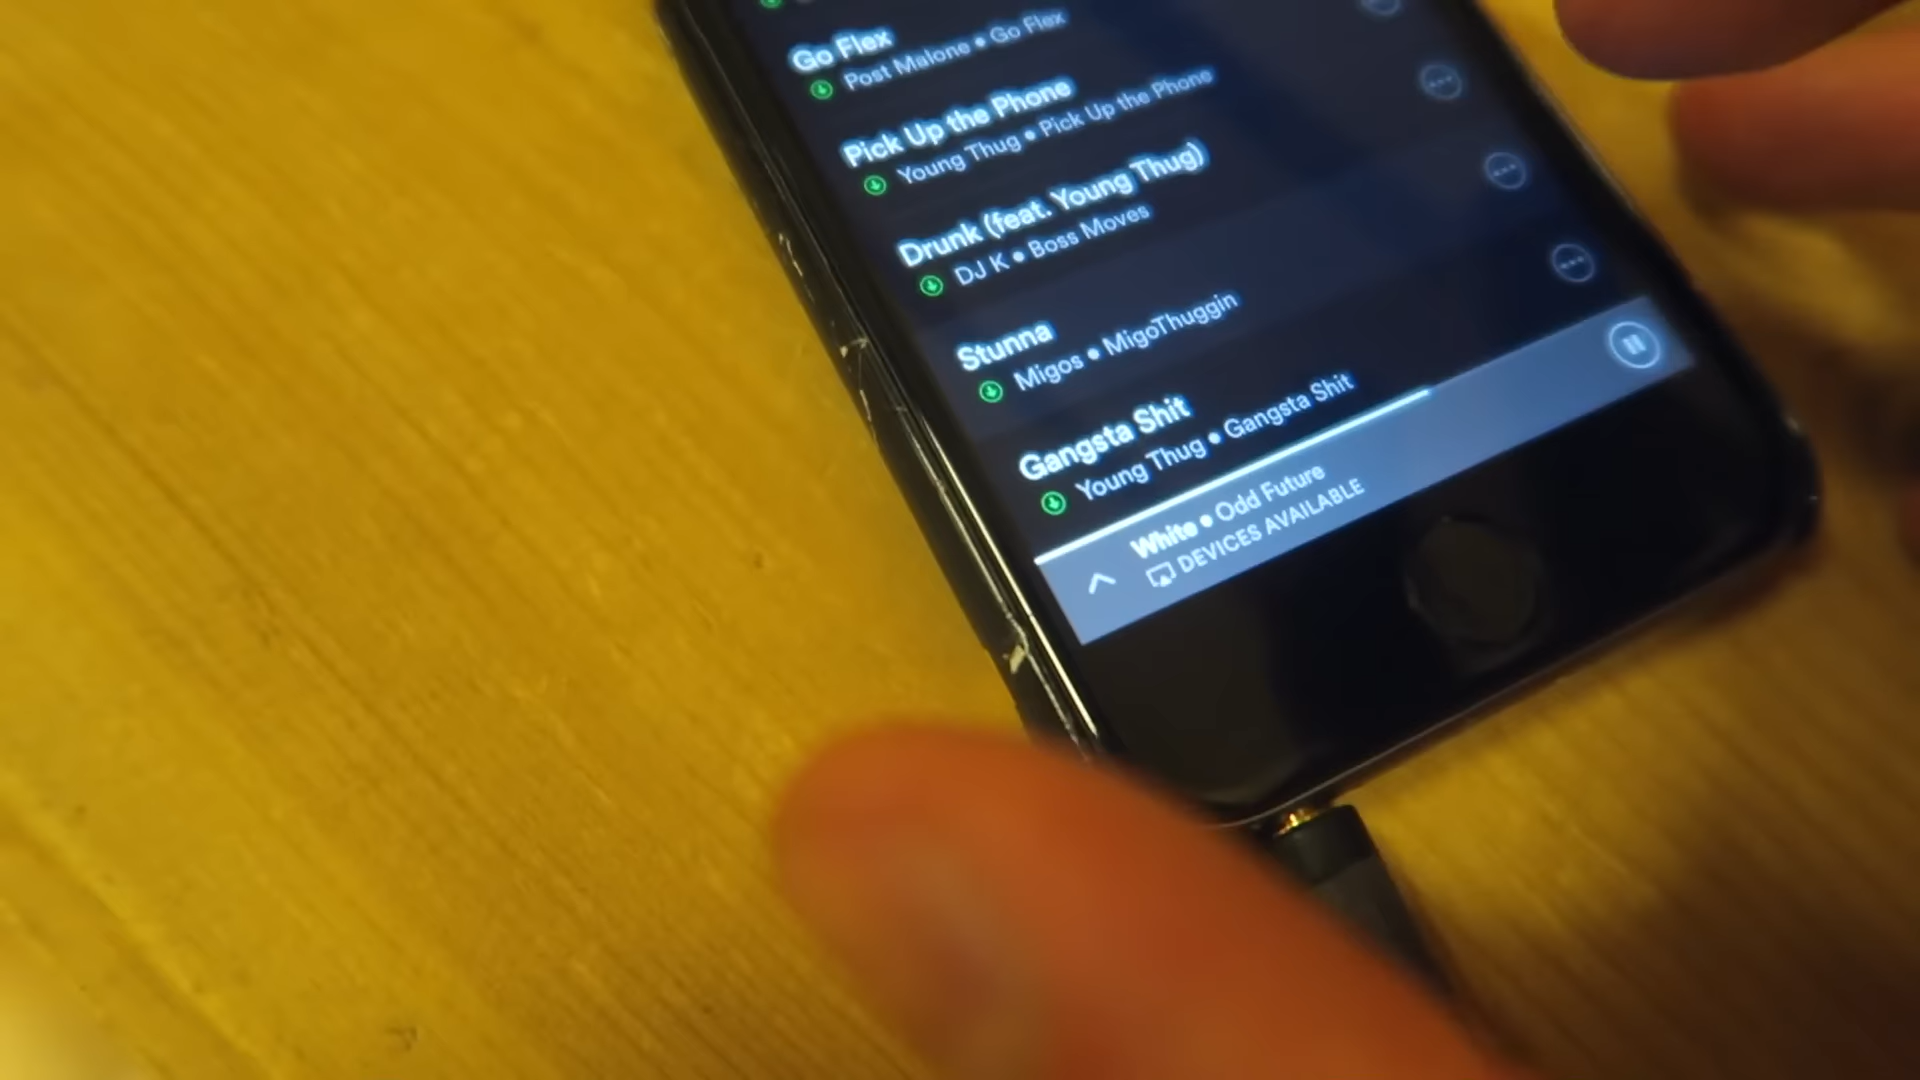 Go Flex
Post Malone • Go Flex
Pick Up the Phone
Young Thug • Pick Up the Phone
Drunk (feat. Young Thug)
DJ K • Boss Moves
Stunna
Migos • MigoThuggin
Gangsta Shit
Young Thug • Gangsta Shit
White • Odd Future
DEVICES AVAILABLE